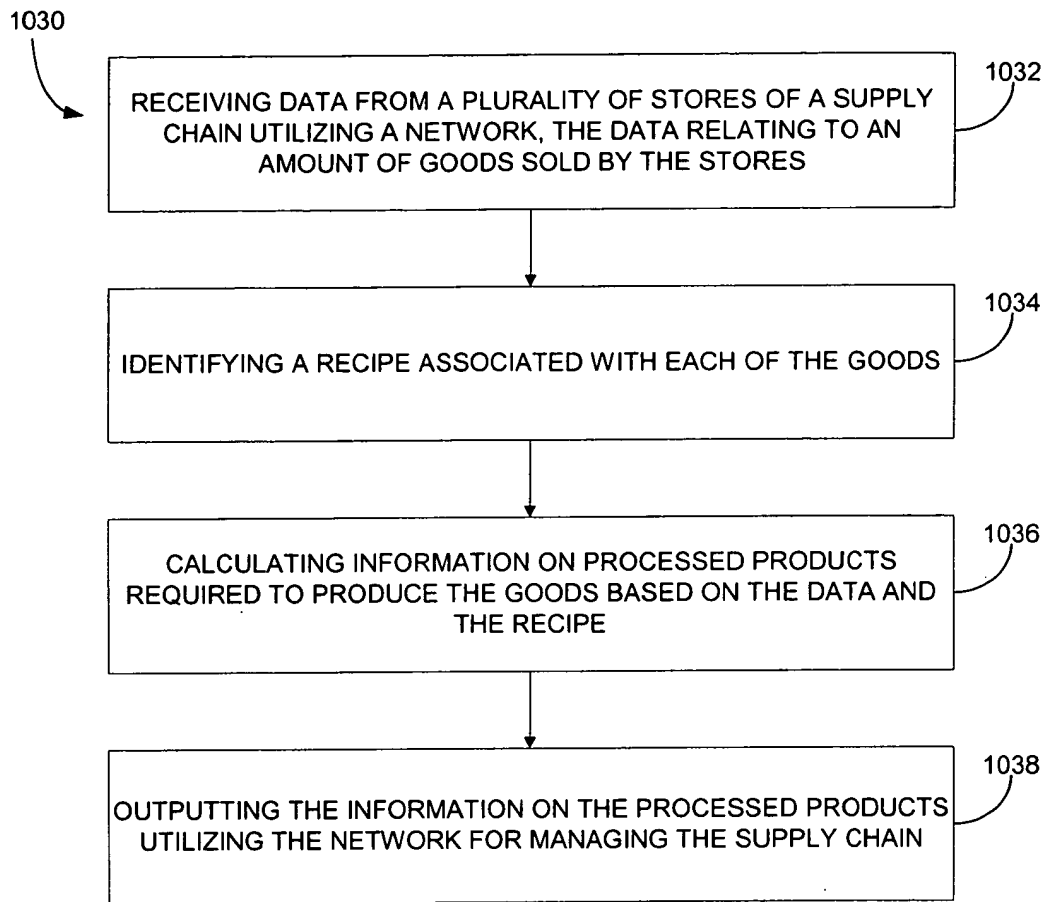 1030
1032
RECEIVING DATA FROM A PLURALITY OF STORES OF A SUPPLY
CHAIN UTILIZING A NETWORK, THE DATA RELATING TO AN
AMOUNT OF GOODS SOLD BY THE STORES
1034
IDENTIFYING A RECIPE ASSOCIATED WITH EACH OF THE GOODS
1036
CALCULATING INFORMATION ON PROCESSED PRODUCTS
REQUIRED TO PRODUCE THE GOODS BASED ON THE DATA AND
THE RECIPE
1038
OUTPUTTING THE INFORMATION ON THE PROCESSED PRODUCTS
UTILIZING THE NETWORK FOR MANAGING THE SUPPLY CHAIN